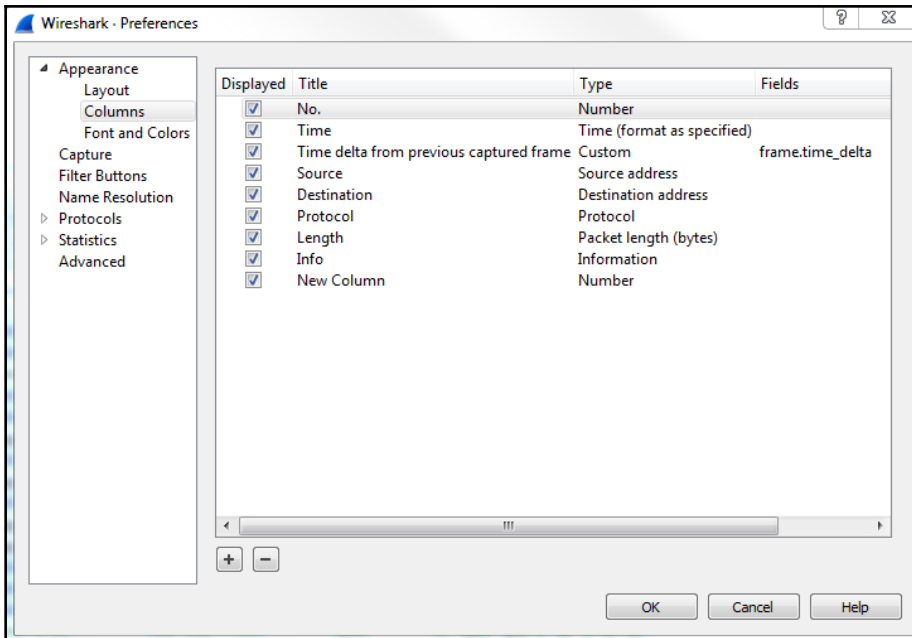 Wireshark · Preferences
Appearance
Layout
Columns
Font and Colors
Capture
Filter Buttons
Name Resolution
Protocols
Statistics
Advanced
Displayed Title Type Fields
No. Number
Time Time (format as specified)
Time delta from previous captured frame Custom frame.time_delta
Source Source address
Destination Destination address
Protocol Protocol
Length Packet length (bytes)
Info Information
New Column Number
OK Cancel Help